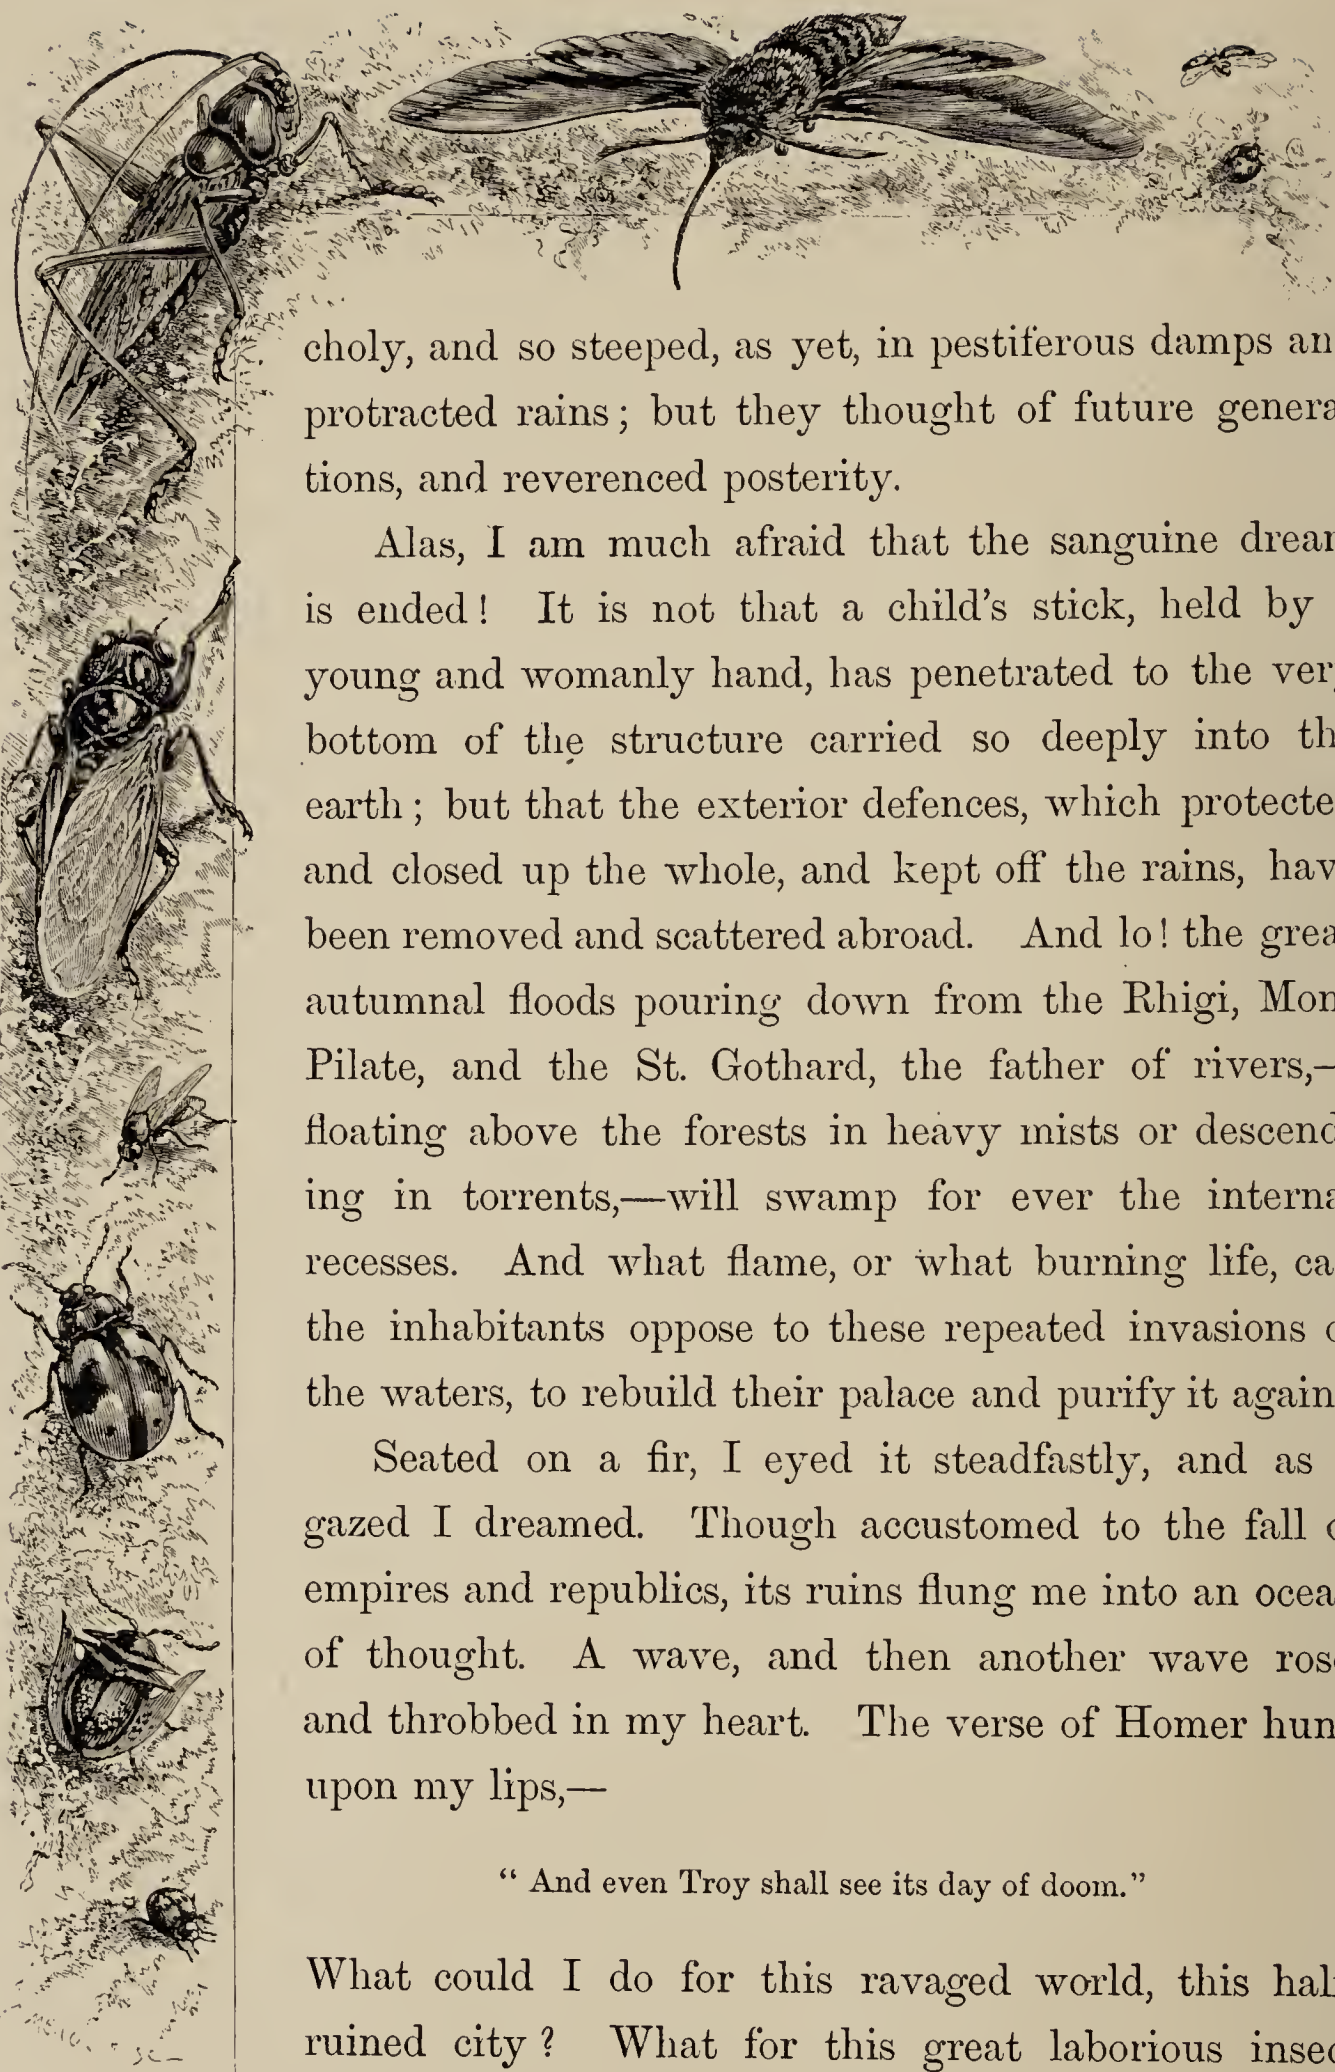 choly, and so steeped, as yet, in pestiferous damps an
protracted rains; but they thought of future genera
tions, and reverenced posterity.
Alas, I am much afraid that the sanguine drea
is ended! It is not that a child's stick, held by
young and womanly hand, has penetrated to the ver
bottom of the structure carried so deeply into th
earth; but that the exterior defences, which protecte
and closed up the whole, and kept off the rains, hav
been removed and scattered abroad. And lo! the grea
autumnal floods pouring down from the Rhigi, Mon
Pilate, and the St. Gothard, the father of rivers,—
floating above the forests in heavy mists or descend
ing in torrents,—will swamp for ever the interna
recesses. And what flame, or what burning life, ca
the inhabitants oppose to these repeated invasions o
the waters, to rebuild their palace and purify it again
Seated on a fir, I eyed it steadfastly, and as
gazed I dreamed. Though accustomed to the fall o
empires and republics, its ruins flung me into an ocea
of thought. A wave, and then another wave rose
and throbbed in my heart. The verse of Homer hun
upon my lips,—
"And even Troy shall see its day of doom."
What could I do for this ravaged world, this half
ruined city? What for this great laborious insec